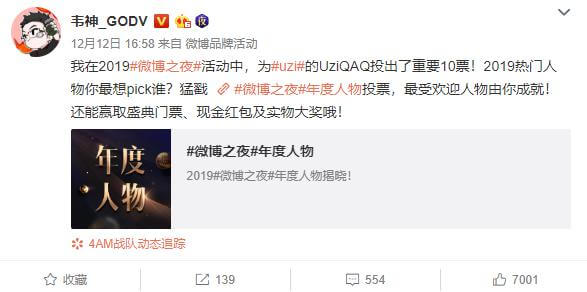 韦神_GODV
12月12日 16:58 来自 微博品牌活动
我在2019#微博之夜#活动中，为#uzi#的UziQAQ投出了重要10票！2019热门人
物你最想pick谁？猛戳 #微博之夜#年度人物投票，最受欢迎人物由你成就！
还能赢取盛典门票、现金红包及实物大奖哦！
年度
人物
#微博之夜#年度人物
2019#微博之夜#年度人物揭晓！
4AM战队动态追踪
收藏 139 554 7001